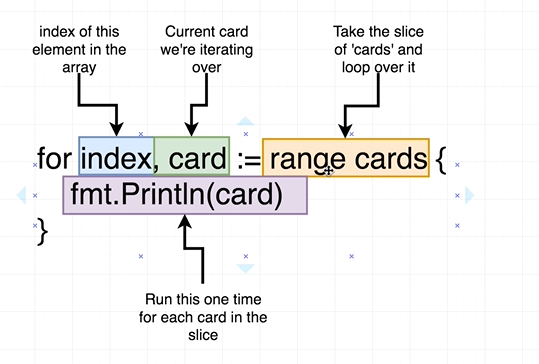 index of this
element in the
array
Current card
we're iterating
over
Take the slice
of 'cards' and
loop over it
for index, card := range cards {
fmt.Println(card)
}
Run this one time
for each card in the
slice